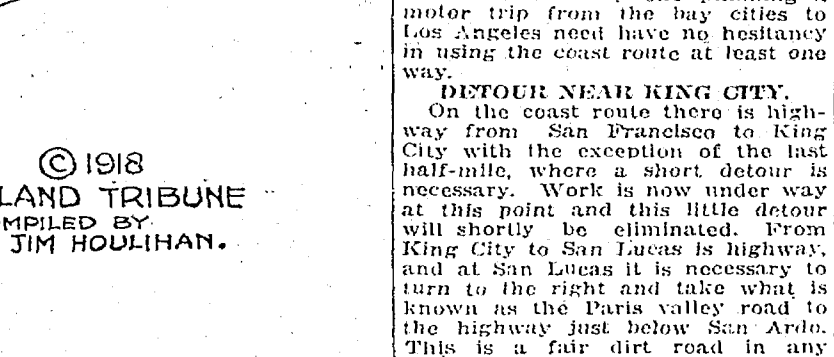 © 1918
LAND TRIBUNE
MPILED BY
JIM HOULIHAN.
motor trip from the bay cities to
Los Angeles need have no hesitancy
in using the coast route at least one
way.
DETOUR NEAR KING CITY.
On the coast route there is high-
way from San Francisco to King
City with the exception of the last
half-mile, where a short detour is
necessary. Work is now under way
at this point and this little detour
will shortly be eliminated. From
King City to San Lucas is highway,
and at San Lucas it is necessary to
turn to the right and take what is
known as the Paris valley road to
the highway just below San Ardo.
This is a fair dirt road in any